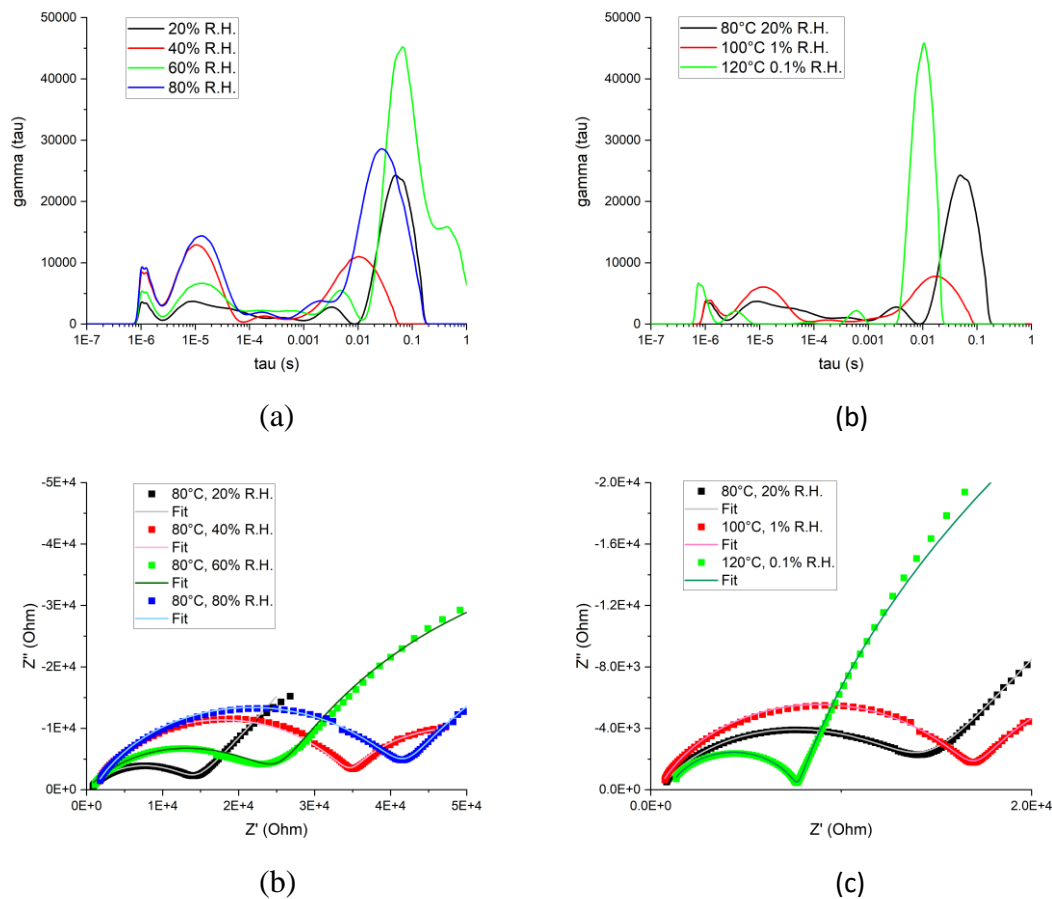 50000
40000
30000
20000
10000
0
gamma (tau)
20% R.H.
40% R.H.
60% R.H.
80% R.H.
1E-7 1E-6 1E-5 1E-4 0.001 0.01 0.1 1
tau (s)
(a)
50000
40000
30000
20000
10000
0
gamma (tau)
80°C 20% R.H.
100°C 1% R.H.
120°C 0.1% R.H.
1E-7 1E-6 1E-5 1E-4 0.001 0.01 0.1 1
tau (s)
(b)
-5E+4
-4E+4
-3E+4
-2E+4
-1E+4
0E+0
Z'' (Ohm)
80°C, 20% R.H.
Fit
80°C, 40% R.H.
Fit
80°C, 60% R.H.
Fit
80°C, 80% R.H.
Fit
0E+0 1E+4 2E+4 3E+4 4E+4 5E+4
Z' (Ohm)
(b)
-2.0E+4
-1.6E+4
-1.2E+4
-8.0E+3
-4.0E+3
0.0E+0
Z'' (Ohm)
80°C, 20% R.H.
Fit
100°C, 1% R.H.
Fit
120°C, 0.1% R.H.
Fit
0.0E+0 2.0E+4
Z' (Ohm)
(c)